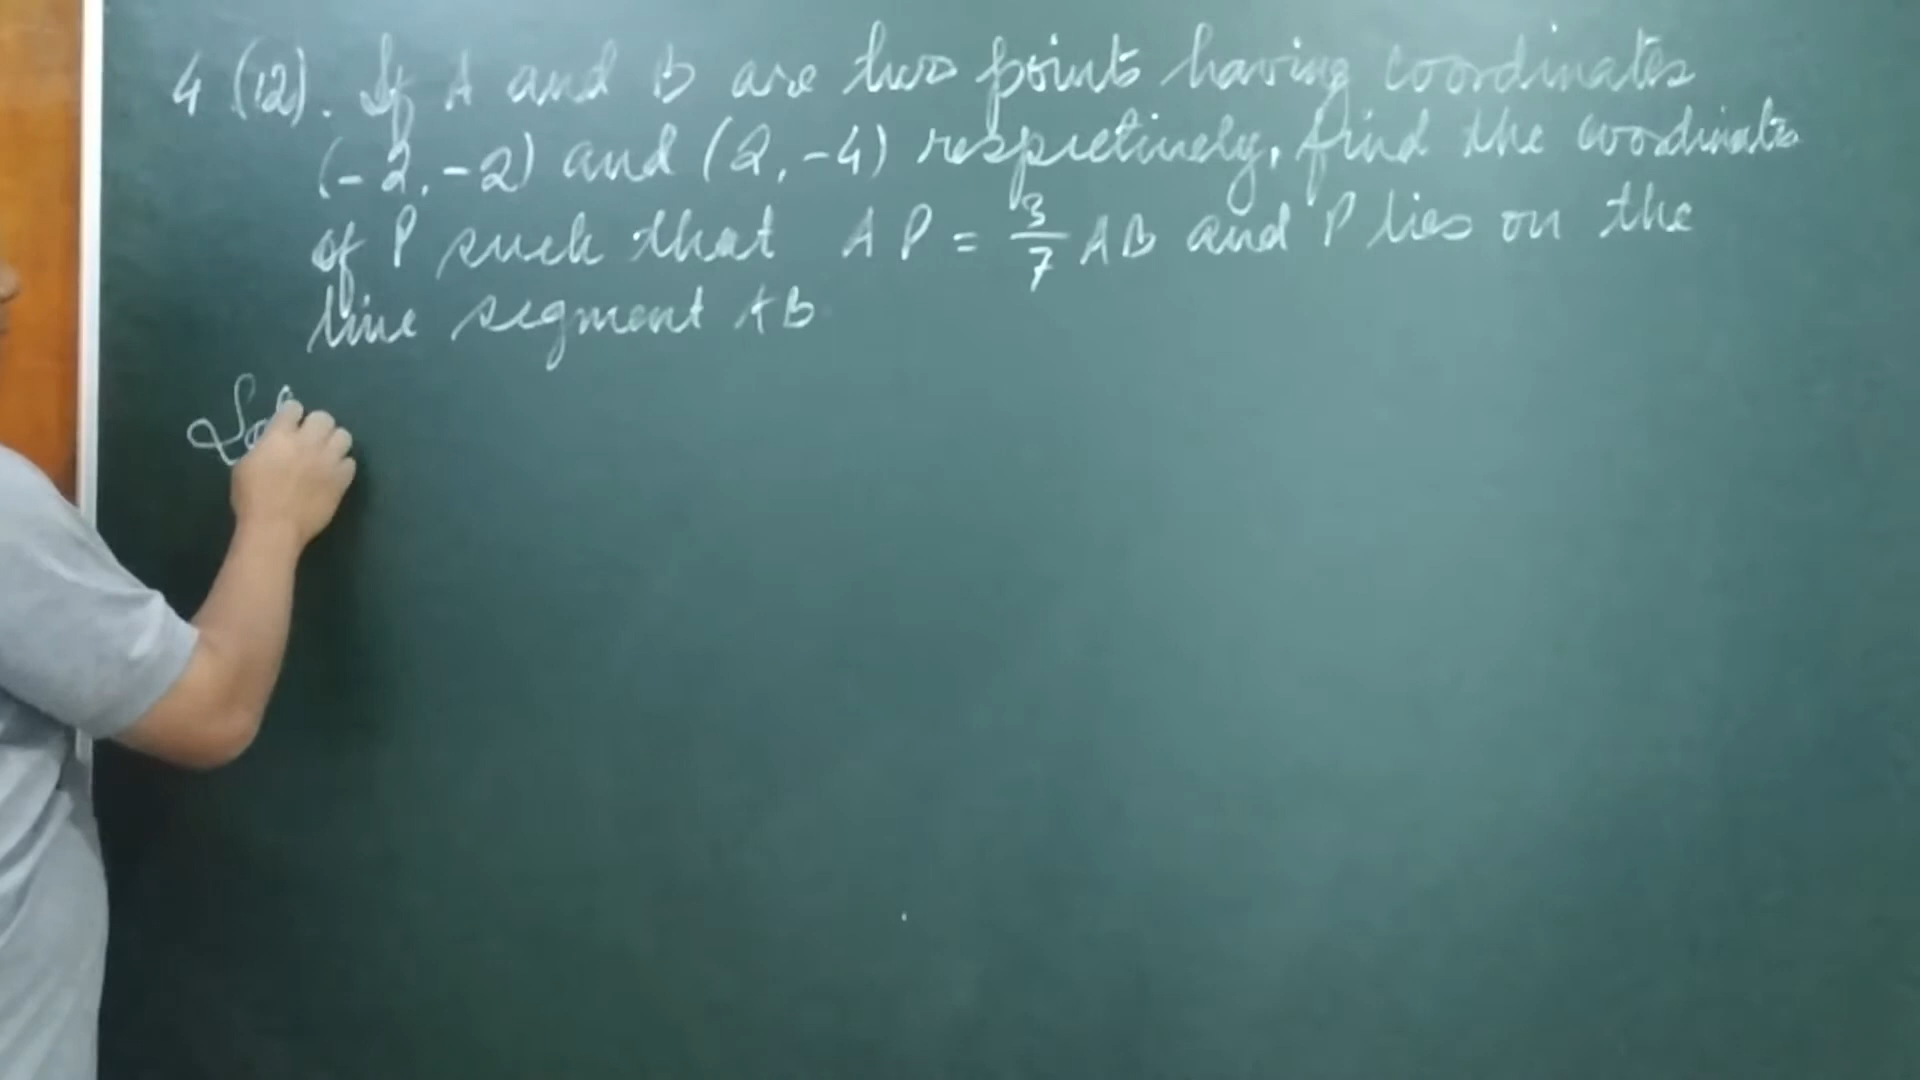 4 (12). If A and B are two points having coordinates
(-2, -2) and (2, -4) respectively, find the coordinates
of P such that AP = 3/7 AB and P lies on the
line segment AB
Sol